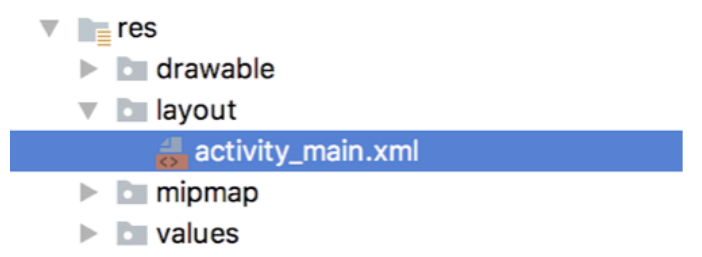 res
drawable
layout
activity_main.xml
mipmap
values